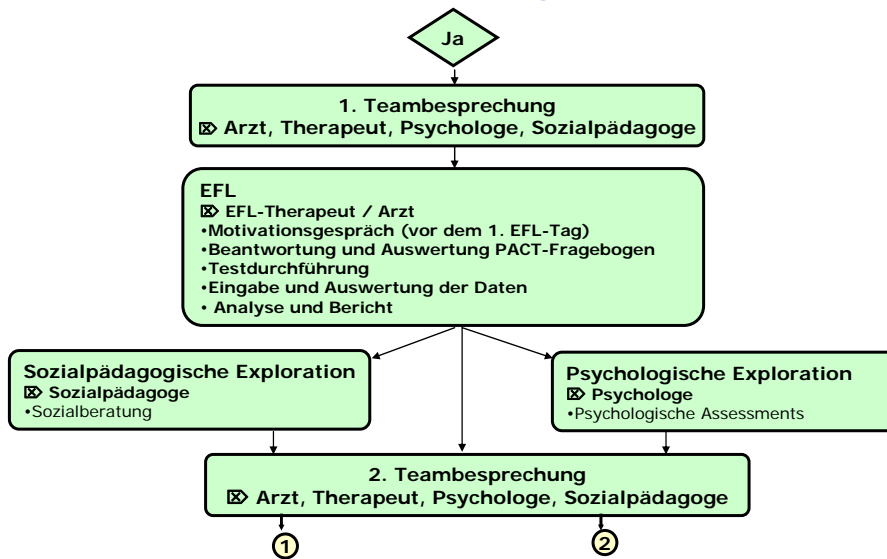 Ja
1. Teambesprechung
Arzt, Therapeut, Psychologe, Sozialpädagoge
EFL
EFL-Therapeut / Arzt
•Motivationsgespräch (vor dem 1. EFL-Tag)
•Beantwortung und Auswertung PACT-Fragebogen
•Testdurchführung
•Eingabe und Auswertung der Daten
• Analyse und Bericht
Sozialpädagogische Exploration
Sozialpädagoge
•Sozialberatung
Psychologische Exploration
Psychologe
•Psychologische Assessments
2. Teambesprechung
Arzt, Therapeut, Psychologe, Sozialpädagoge
1
2